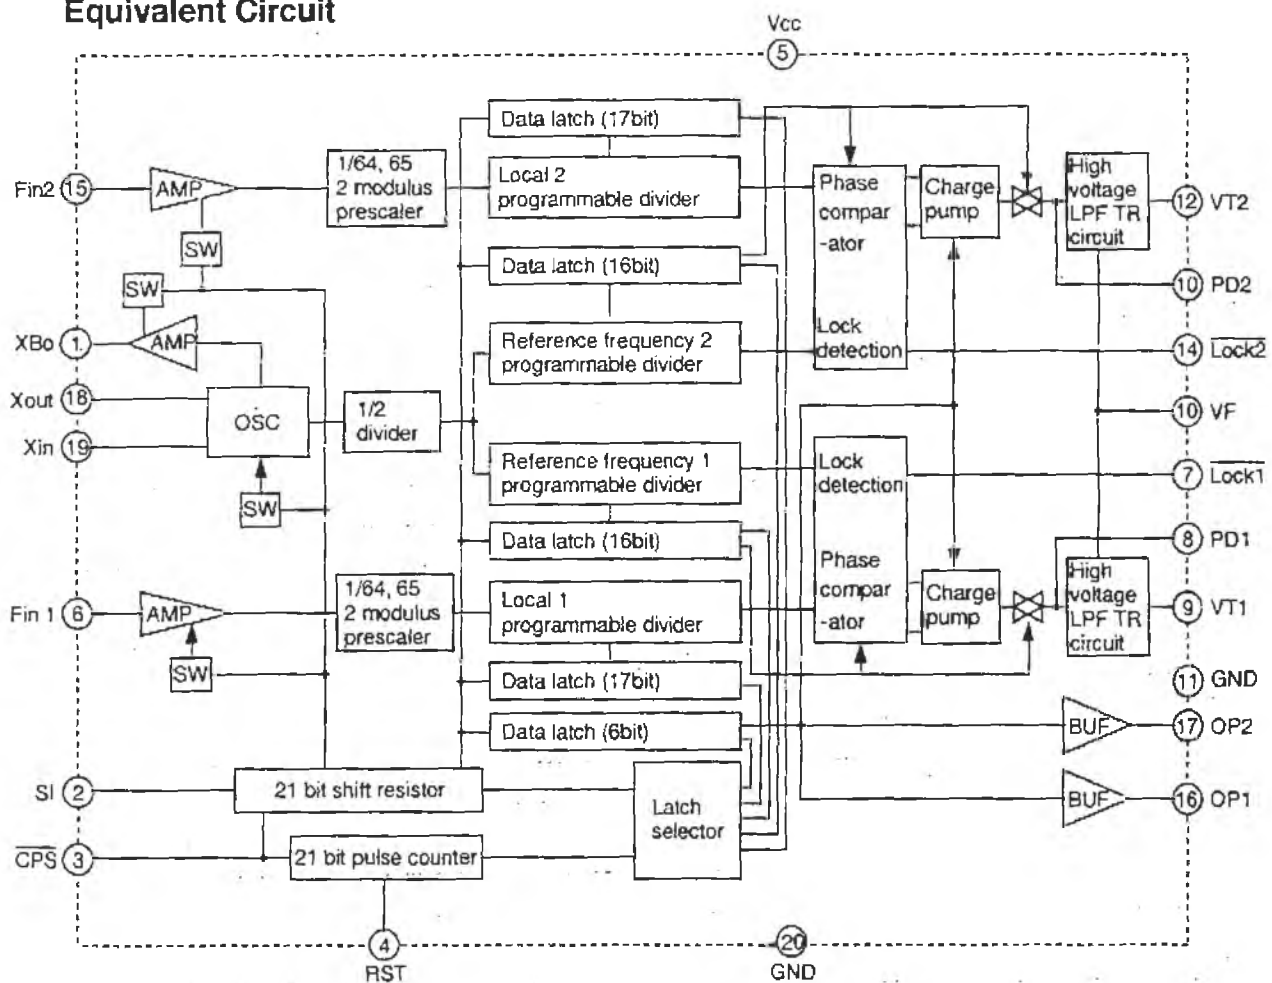 Equivalent Circuit
Vcc
5
Data latch (17bit)
Fin2 15
AMP
1/64, 65
2 modulus
prescaler
Local 2
programmable divider
Phase
compar
-ator
Charge
pump
High
voltage
LPF TR
circuit
12 VT2
SW
Data latch (16bit)
SW
10 PD2
XBo 1
AMP
Reference frequency 2
programmable divider
Lock
detection
14 Lock2
Xout 18
OSC
1/2
divider
10 VF
Xin 19
Reference frequency 1
programmable divider
Lock
detection
7 Lock1
SW
Data latch (16bit)
8 PD1
Fin 1 6
AMP
1/64, 65
2 modulus
prescaler
Local 1
programmable divider
Phase
compar
-ator
Charge
pump
High
voltage
LPF TR
circuit
9 VT1
SW
Data latch (17bit)
11 GND
Data latch (6bit)
BUF
17 OP2
SI 2
21 bit shift resistor
Latch
selector
BUF
16 OP1
CPS 3
21 bit pulse counter
4
RST
20
GND